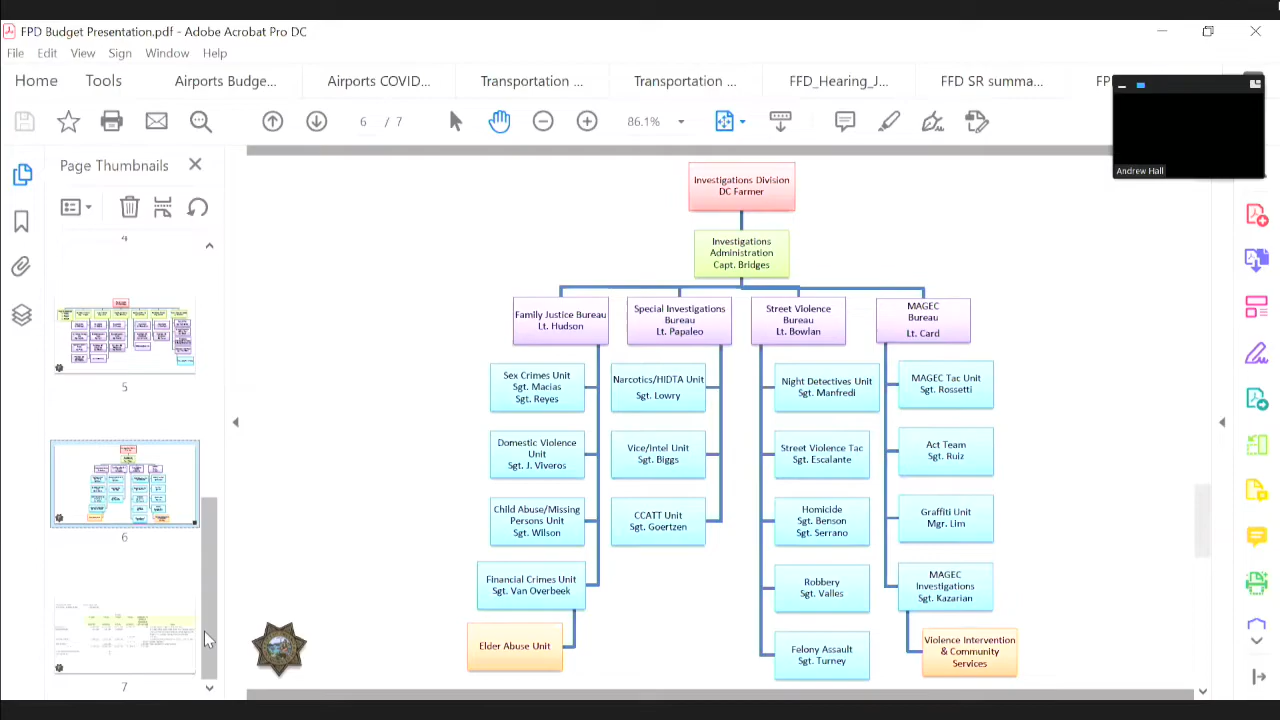 FPD Budget Presentation.pdf - Adobe Acrobat Pro DC
File Edit View Sign Window Help
Home Tools Airports Budge... Airports COVID... Transportation ... Transportation ... FFD_Hearing_J... FFD SR summa... FP
6 / 7 86.1%
Andrew Hall
Page Thumbnails
4
5
6
7
Investigations Division
DC Farmer
Investigations
Administration
Capt. Bridges
Family Justice Bureau
Lt. Hudson
Special Investigations
Bureau
Lt. Papaleo
Street Violence
Bureau
Lt. Bowlan
MAGEC
Bureau
Lt. Card
Sex Crimes Unit
Sgt. Macias
Sgt. Reyes
Narcotics/HIDTA Unit
Sgt. Lowry
Night Detectives Unit
Sgt. Manfredi
MAGEC Tac Unit
Sgt. Rossetti
Domestic Violence
Unit
Sgt. J. Viveros
Vice/Intel Unit
Sgt. Biggs
Street Violence Tac
Sgt. Escalante
Act Team
Sgt. Ruiz
Child Abuse/Missing
Persons Unit
Sgt. Wilson
CCATT Unit
Sgt. Goertzen
Homicide
Sgt. Benson
Sgt. Serrano
Graffiti Unit
Mgr. Lim
Financial Crimes Unit
Sgt. Van Overbeek
Robbery
Sgt. Valles
MAGEC
Investigations
Sgt. Kazarian
Elder Abuse Unit
Felony Assault
Sgt. Turney
Violence Intervention
& Community
Services